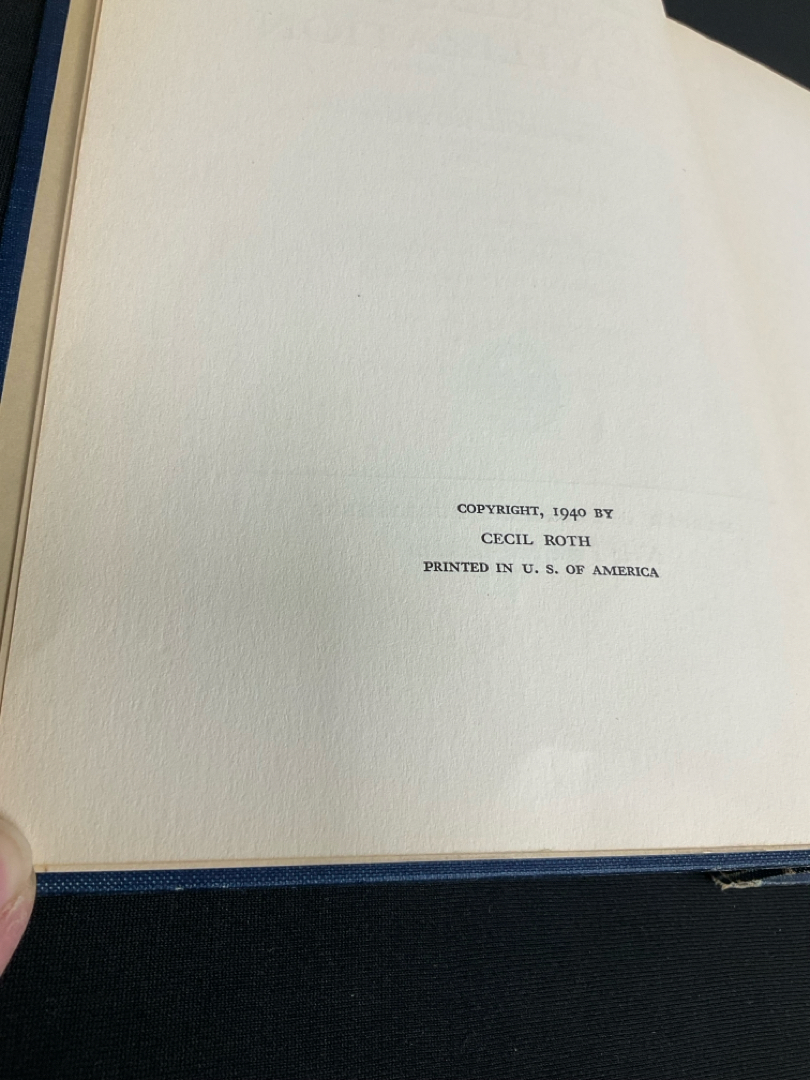 COPYRIGHT, 1940 BY
CECIL ROTH
PRINTED IN U. S. OF AMERICA